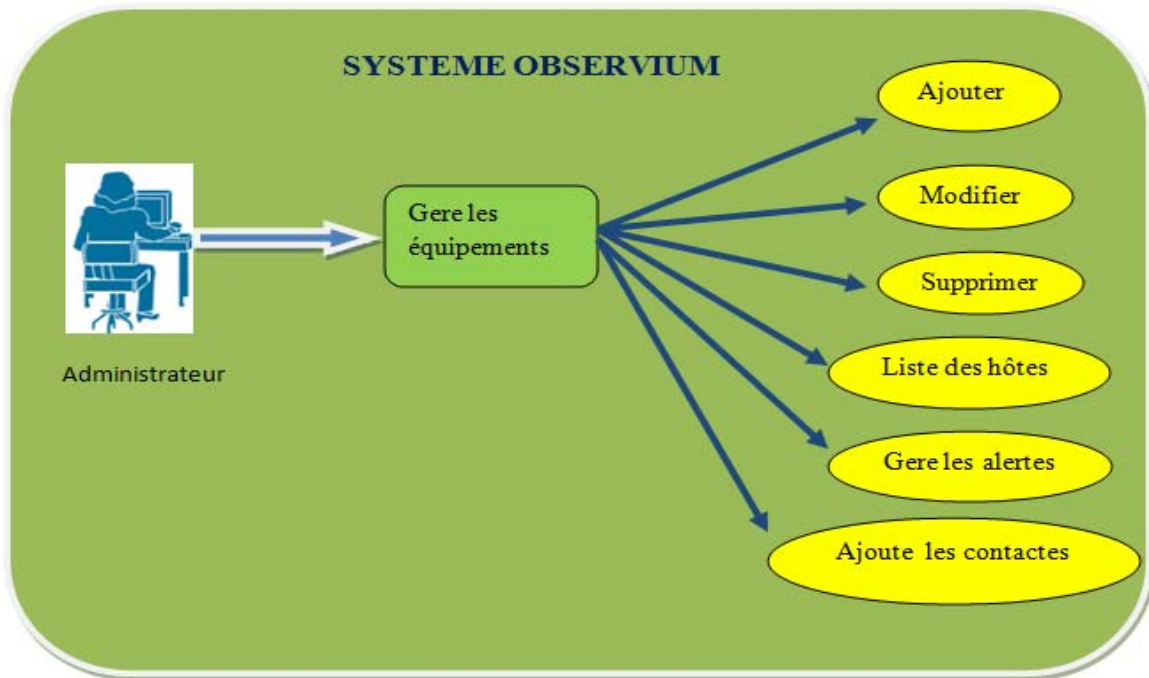 SYSTEME OBSERVIUM
Ajouter
Modifier
Gere les
équipements
Supprimer
Administrateur
Liste des hôtes
Gere les alertes
Ajoute les contactes